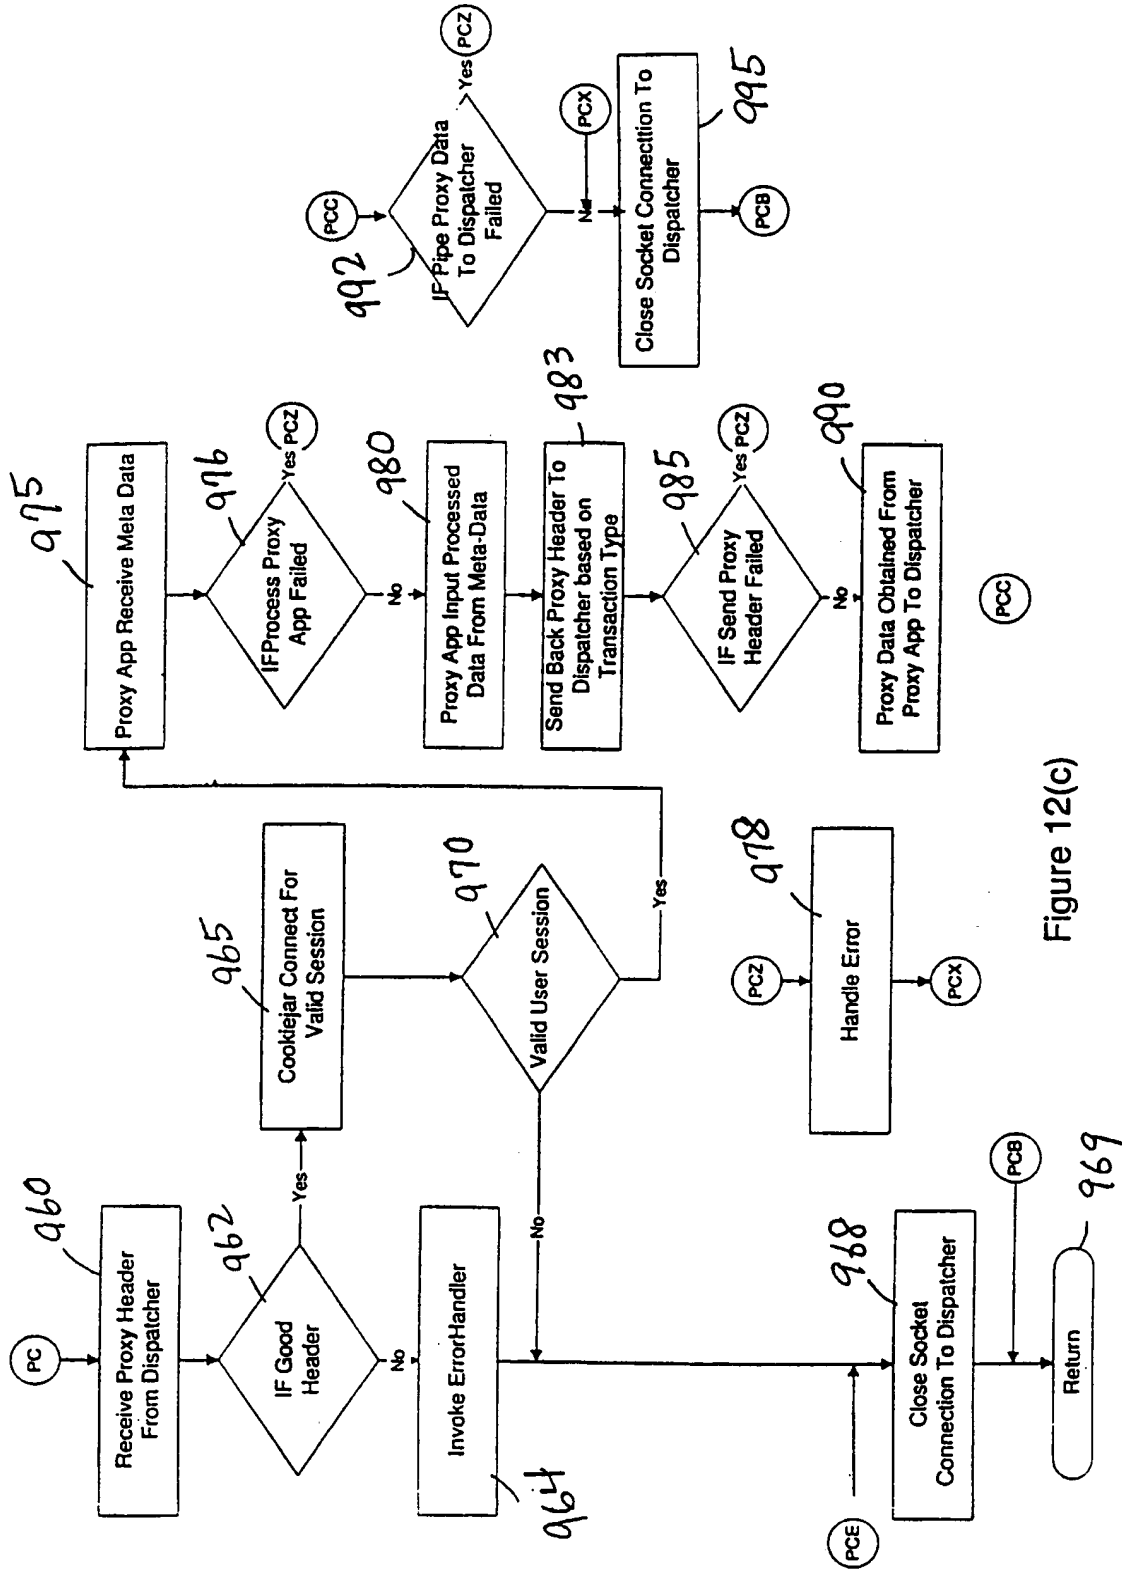 PC
960
Receive Proxy Header
From Dispatcher
962
IF Good
Header
Yes
No
Invoke ErrorHandler
964
965
Cookiejar Connect For
Valid Session
970
Valid User Session
No
Yes
PCE
968
Close Socket
Connection To Dispatcher
PCB
Return
969
975
Proxy App Receive Meta Data
976
IFProcess Proxy
App Failed
Yes
PCZ
No
980
Proxy App Input Processed
Data From Meta-Data
983
Send Back Proxy Header To
Dispatcher based on
Transaction Type
985
IF Send Proxy
Header Failed
Yes
PCZ
No
990
Proxy Data Obtained From
Proxy App To Dispatcher
PCC
PCZ
978
Handle Error
PCX
PCC
992
IF Pipe Proxy Data
To Dispatcher
Failed
Yes
PCZ
No
PCX
Close Socket Connecttion To
Dispatcher
995
PCB
Figure 12(c)